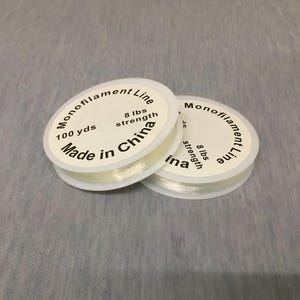 Monofilament Line
100 yds
8 lbs
strength
Made in China
Monofilament Line
8 lbs
strength